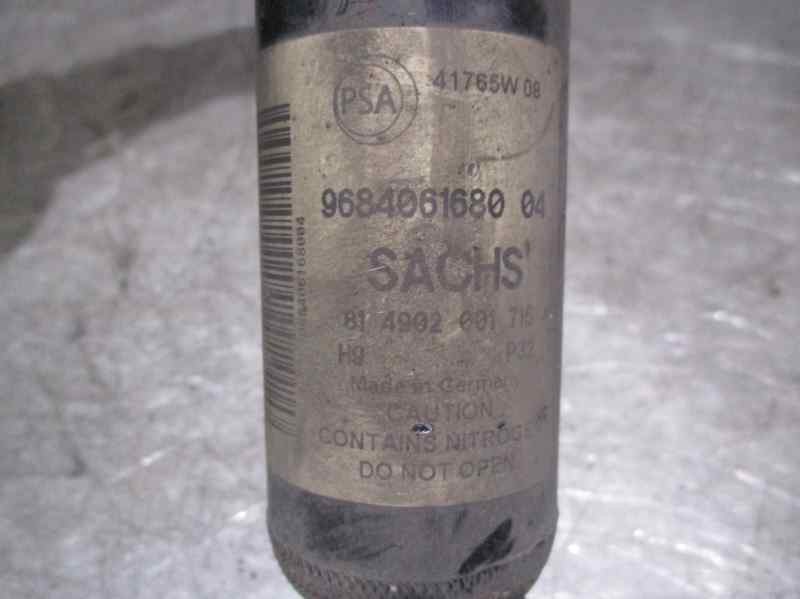 PSA 41765W 08
9684061680 04
SACHS
81 4902 001 715
H9 P32
Made in Germany
CAUTION
CONTAINS NITROGEN
DO NOT OPEN